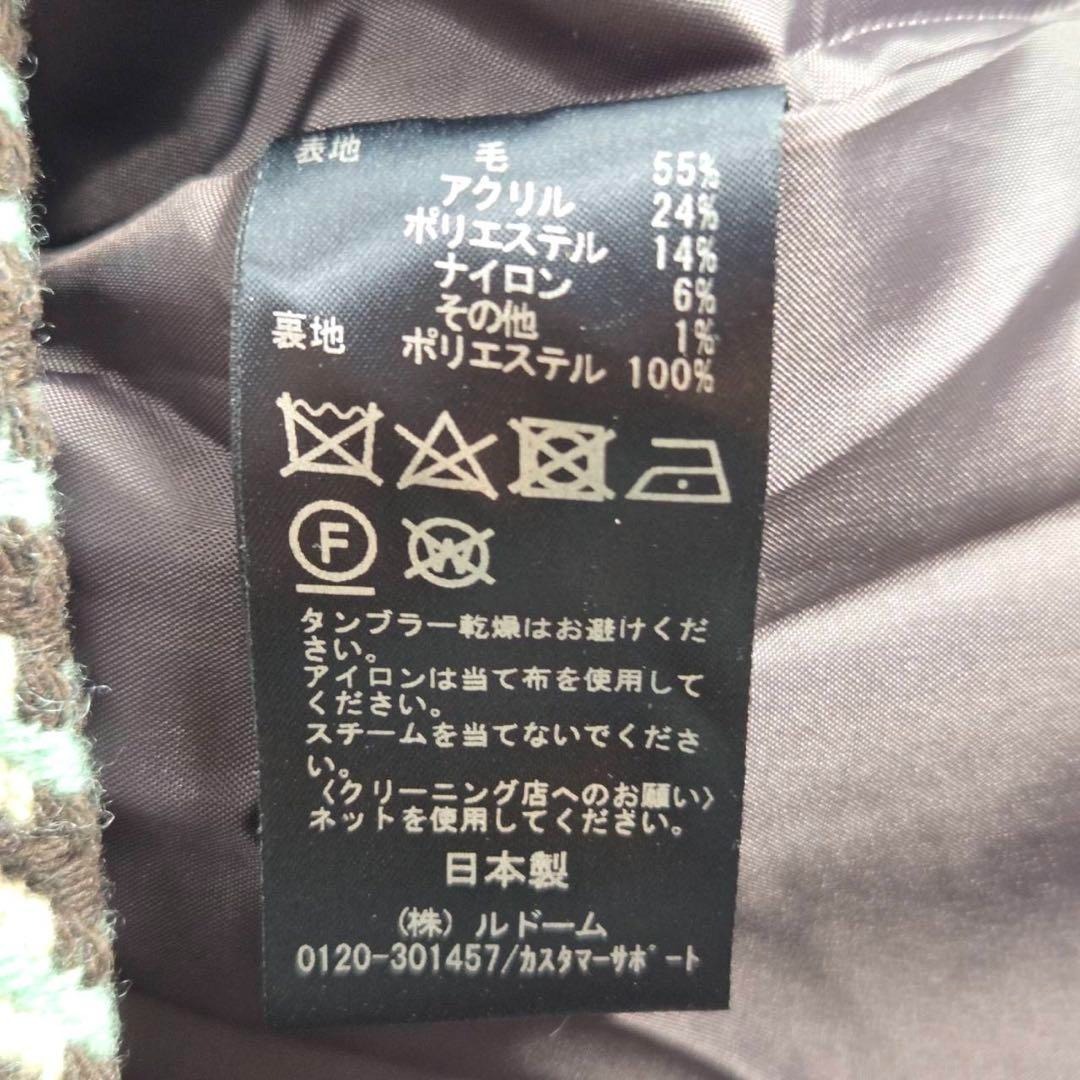 表地 毛 55%
アクリル 24%
ポリエステル 14%
ナイロン 6%
その他 1%
裏地 ポリエステル 100%
F W
タンブラー乾燥はお避けくだ
さい。
アイロンは当て布を使用して
ください。
スチームを当てないでくださ
い。
〈クリーニング店へのお願い〉
ネットを使用してください。
日本製
(株) ルドーム
0120-301457/ｶｽﾀﾏｰｻﾎﾟｰﾄ